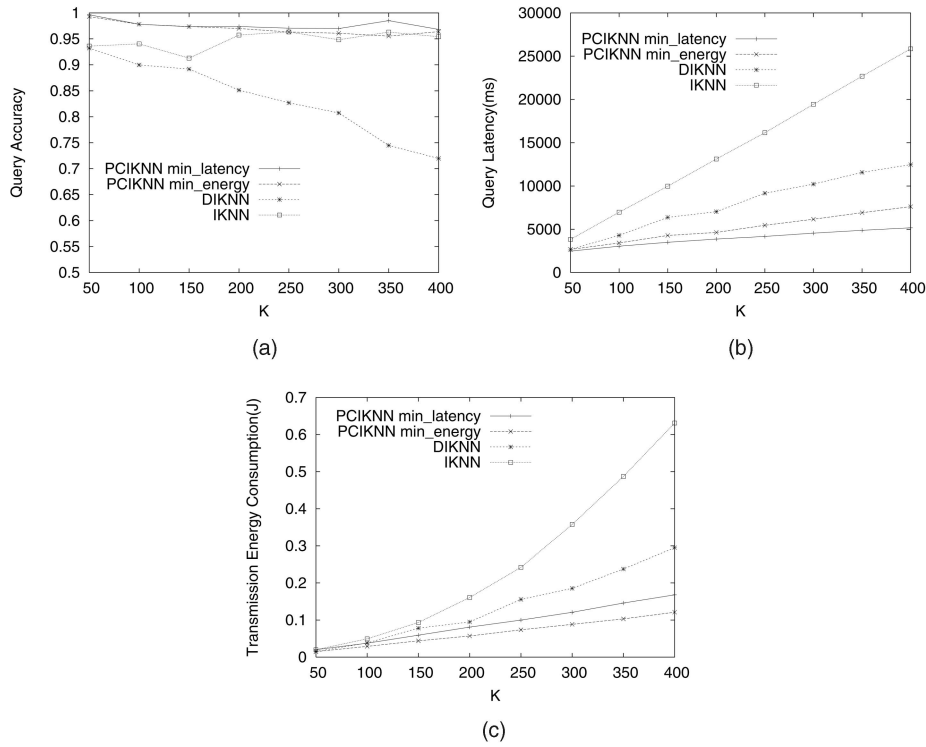 1
0.95
0.9
0.85
0.8
0.75
0.7
0.65
0.6
0.55
0.5
Query Accuracy
PCIKNN min_latency
PCIKNN min_energy
DIKNN
IKNN
50 100 150 200 250 300 350 400
K
(a)
30000
25000
20000
15000
10000
5000
0
Query Latency(ms)
PCIKNN min_latency
PCIKNN min_energy
DIKNN
IKNN
50 100 150 200 250 300 350 400
K
(b)
0.7
0.6
0.5
0.4
0.3
0.2
0.1
0
Transmission Energy Consumption(J)
PCIKNN min_latency
PCIKNN min_energy
DIKNN
IKNN
50 100 150 200 250 300 350 400
K
(c)